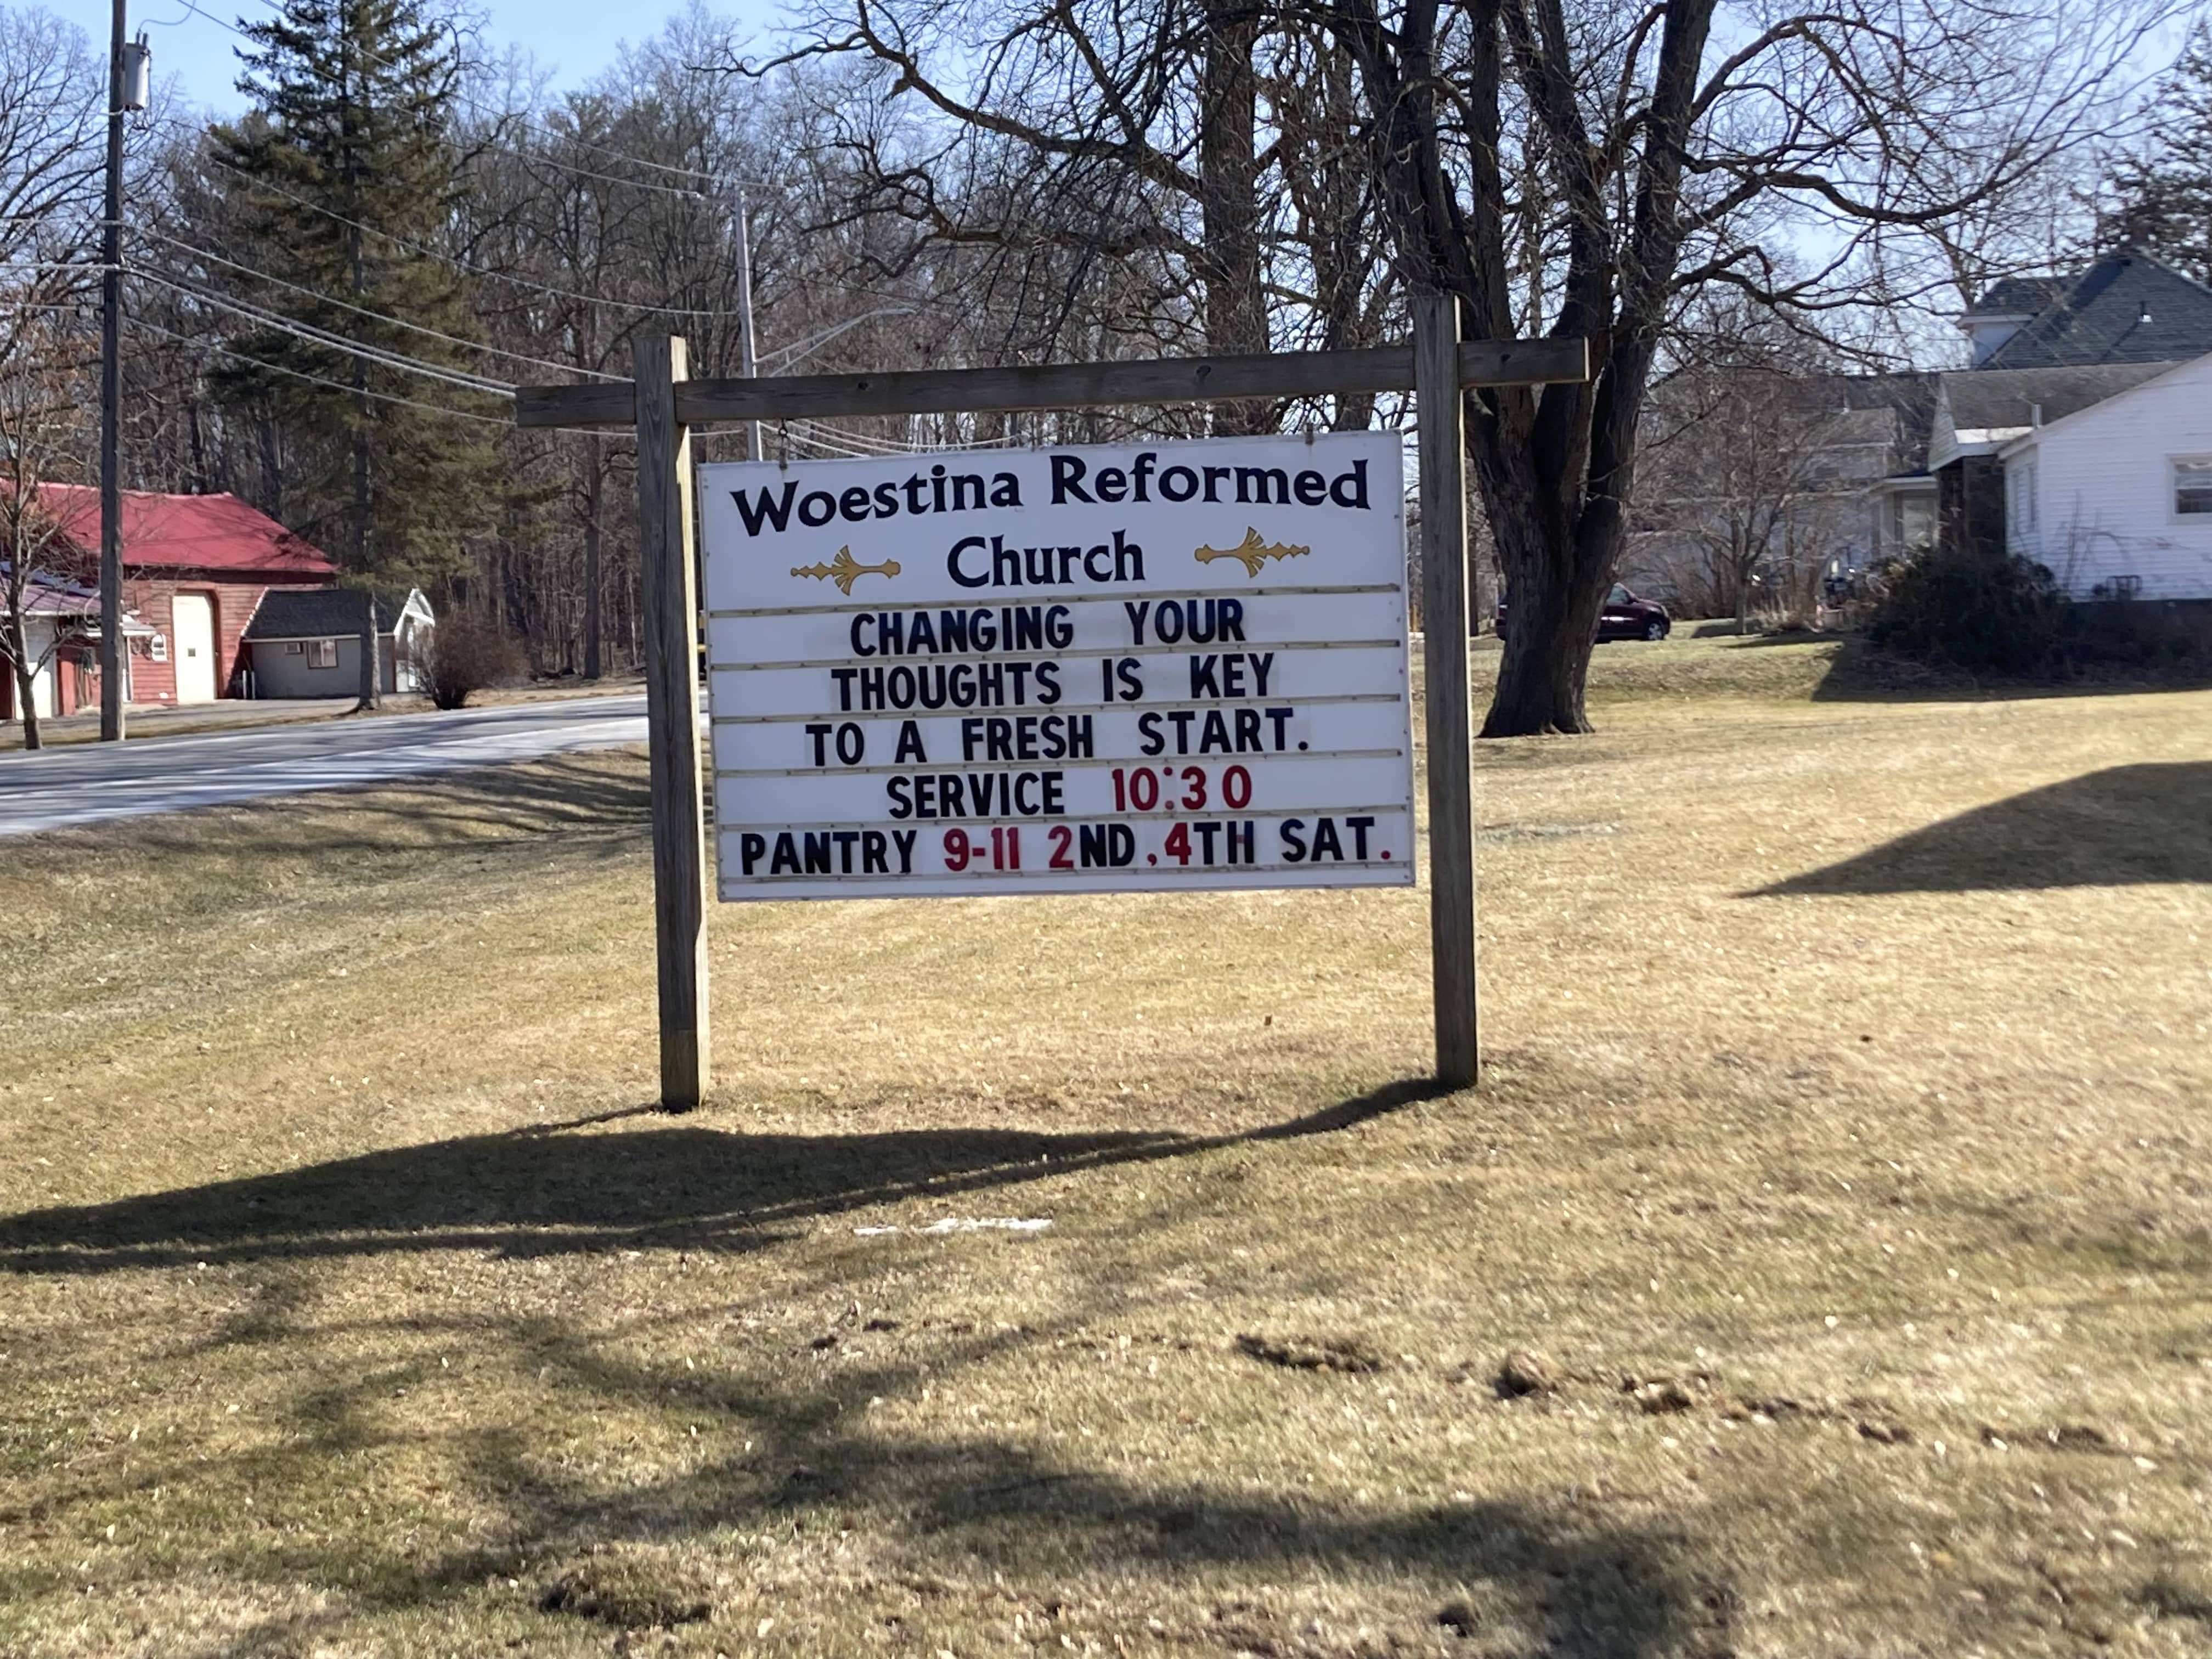 Woestina Reformed
Church
CHANGING YOUR
THOUGHTS IS KEY
TO A FRESH START.
SERVICE 10:30
PANTRY 9-11 2ND,4TH SAT.